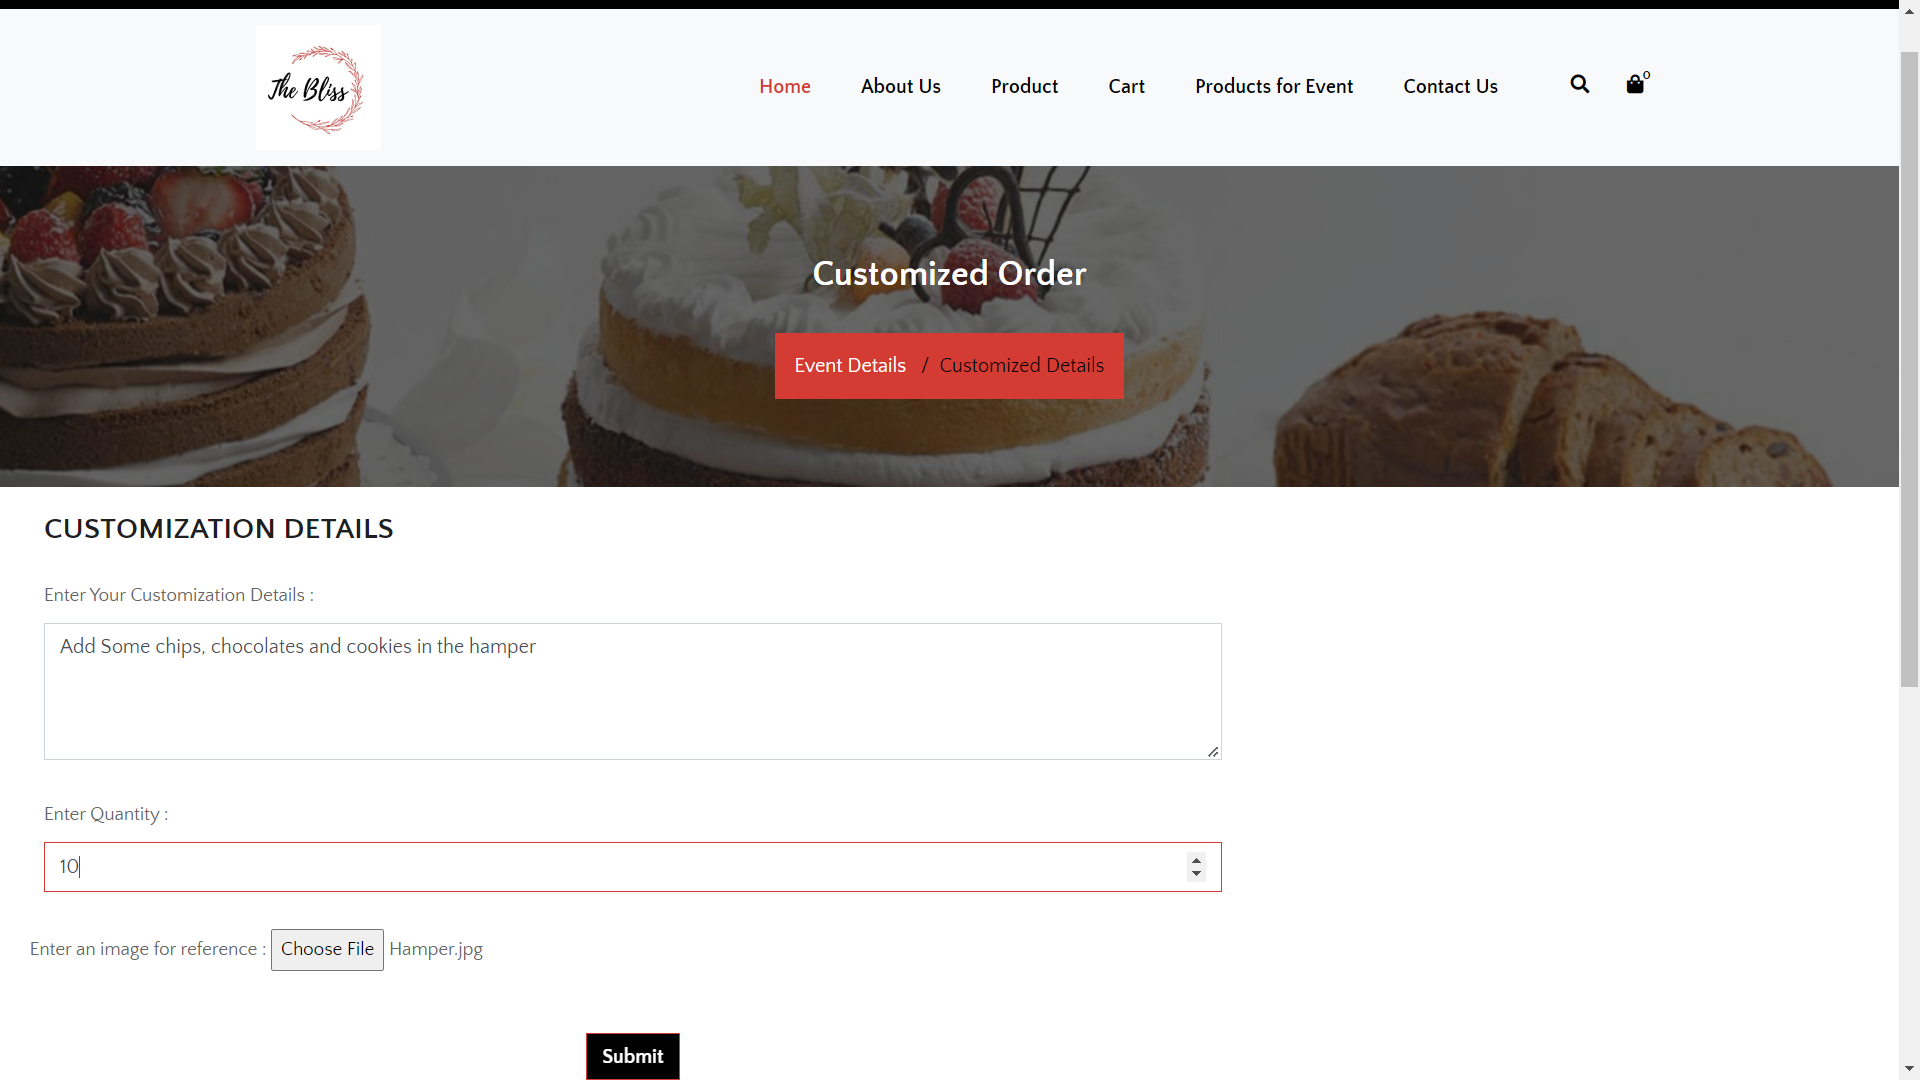 The Bliss
Home About Us Product Cart Products for Event Contact Us 0
Customized Order
Event Details / Customized Details
CUSTOMIZATION DETAILS
Enter Your Customization Details :
Add Some chips, chocolates and cookies in the hamper
Enter Quantity :
10
Enter an image for reference : Choose File Hamper.jpg
Submit